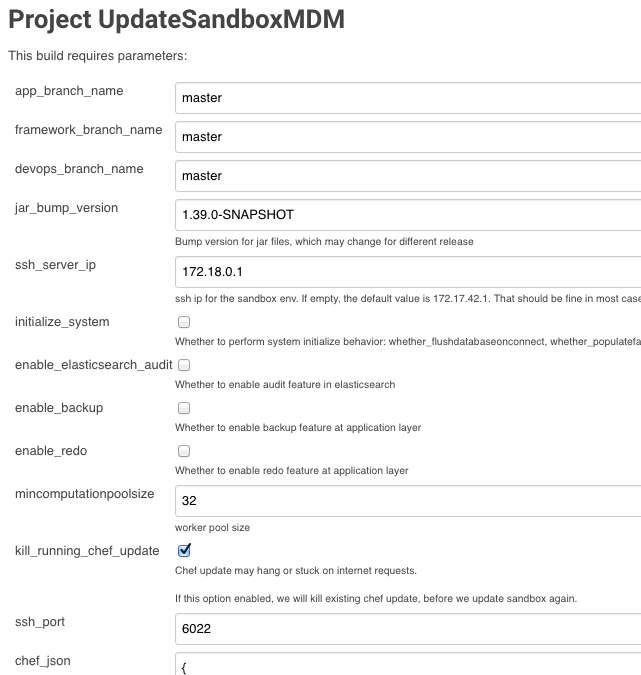 Project UpdateSandboxMDM
This build requires parameters:
app_branch_name
master
framework_branch_name
master
devops_branch_name
master
jar_bump_version
1.39.0-SNAPSHOT
Bump version for jar files, which may change for different release
ssh_server_ip
172.18.0.1
ssh ip for the sandbox env. If empty, the default value is 172.17.42.1. That should be fine in most case
initialize_system
Whether to perform system initialize behavior: whether_flushdatabaseonconnect, whether_populatefa
enable_elasticsearch_audit
Whether to enable audit feature in elasticsearch
enable_backup
Whether to enable backup feature at application layer
enable_redo
Whether to enable redo feature at application layer
mincomputationpoolsize
32
worker pool size
kill_running_chef_update
Chef update may hang or stuck on internet requests.
If this option enabled, we will kill existing chef update, before we update sandbox again.
ssh_port
6022
chef_json
{